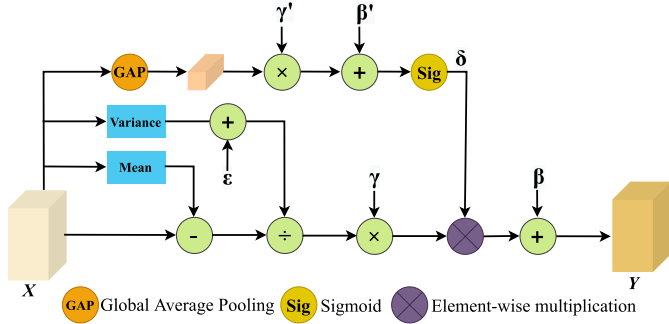 γ' β'
GAP × + Sig δ
Variance +
Mean ε γ β
- ÷ × +
X Y
GAP Global Average Pooling Sig Sigmoid Element-wise multiplication